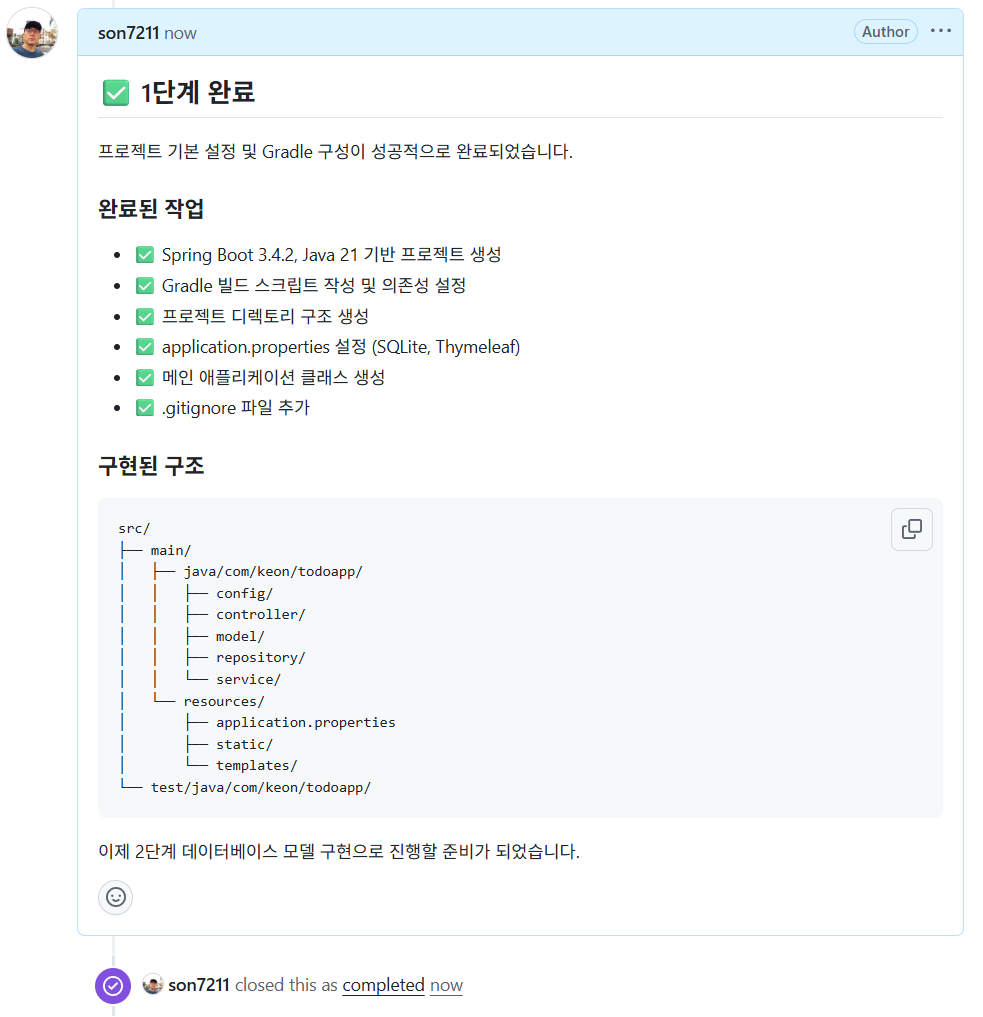 son7211 now
Author
✅ 1단계 완료
프로젝트 기본 설정 및 Gradle 구성이 성공적으로 완료되었습니다.
완료된 작업
• ✅ Spring Boot 3.4.2, Java 21 기반 프로젝트 생성
• ✅ Gradle 빌드 스크립트 작성 및 의존성 설정
• ✅ 프로젝트 디렉토리 구조 생성
• ✅ application.properties 설정 (SQLite, Thymeleaf)
• ✅ 메인 애플리케이션 클래스 생성
• ✅ .gitignore 파일 추가
구현된 구조
src/
├── main/
│   ├── java/com/keon/todoapp/
│   │   ├── config/
│   │   ├── controller/
│   │   ├── model/
│   │   ├── repository/
│   │   └── service/
│   └── resources/
│       ├── application.properties
│       ├── static/
│       └── templates/
└── test/java/com/keon/todoapp/
이제 2단계 데이터베이스 모델 구현으로 진행할 준비가 되었습니다.
son7211 closed this as completed now